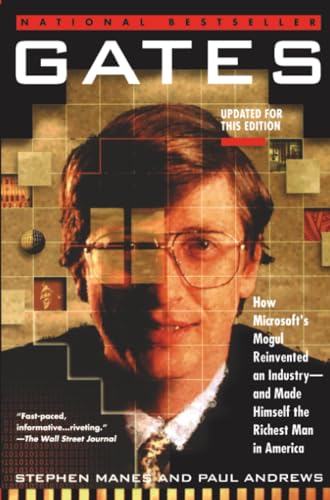 NATIONAL BESTSELLER
GATES
UPDATED FOR
THIS EDITION
How
Microsoft's
Mogul
Reinvented
an Industry—
and Made
Himself the
Richest Man
in America
"Fast-paced,
informative...riveting."
—The Wall Street Journal
STEPHEN MANES AND PAUL ANDREWS